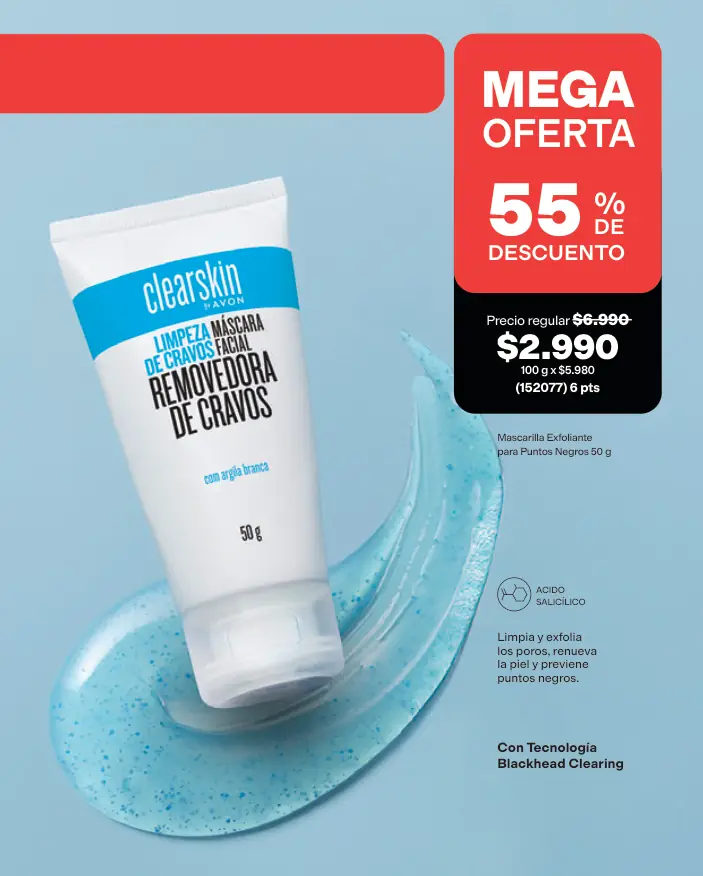 MEGA
OFERTA
55 %
DE
DESCUENTO
Precio regular $6.990
$2.990
100 g x $5.980
(152077) 6 pts
Mascarilla Exfoliante
para Puntos Negros 50 g
clearskin
BY AVON
LIMPEZA
DE CRAVOS
MÁSCARA
FACIAL
REMOVEDORA
DE CRAVOS
com argila branca
50 g
ACIDO
SALICÍLICO
Limpia y exfolia
los poros, renueva
la piel y previene
puntos negros.
Con Tecnología
Blackhead Clearing